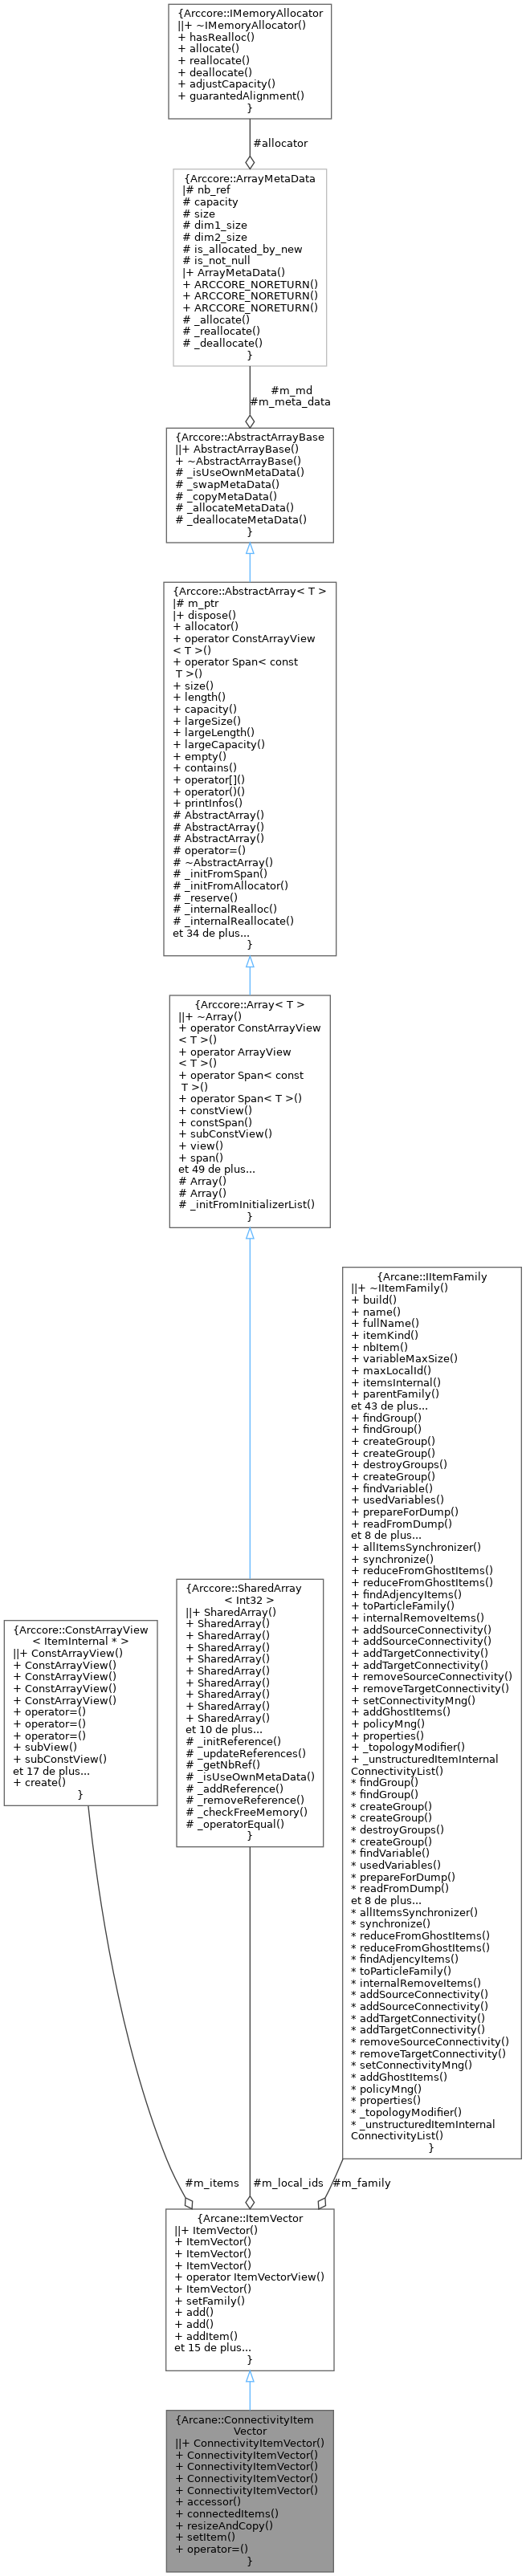 {Arccore::IMemoryAllocator
||+ ~IMemoryAllocator()
+ hasRealloc()
+ allocate()
+ reallocate()
+ deallocate()
+ adjustCapacity()
+ guarantedAlignment()
}
#allocator
{Arccore::ArrayMetaData
|# nb_ref
# capacity
# size
# dim1_size
# dim2_size
# is_allocated_by_new
# is_not_null
|+ ArrayMetaData()
+ ARCCORE_NORETURN()
+ ARCCORE_NORETURN()
+ ARCCORE_NORETURN()
# _allocate()
# _reallocate()
# _deallocate()
}
#m_md
#m_meta_data
{Arccore::AbstractArrayBase
||+ AbstractArrayBase()
+ ~AbstractArrayBase()
# _isUseOwnMetaData()
# _swapMetaData()
# _copyMetaData()
# _allocateMetaData()
# _deallocateMetaData()
}
{Arccore::AbstractArray< T >
|# m_ptr
|+ dispose()
+ allocator()
+ operator ConstArrayView
< T >()
+ operator Span< const
T >()
+ size()
+ length()
+ capacity()
+ largeSize()
+ largeLength()
+ largeCapacity()
+ empty()
+ contains()
+ operator[]()
+ operator()()
+ printInfos()
# AbstractArray()
# AbstractArray()
# AbstractArray()
# operator=()
# ~AbstractArray()
# _initFromSpan()
# _initFromAllocator()
# _reserve()
# _internalRealloc()
# _internalReallocate()
et 34 de plus...
}
{Arccore::Array< T >
||+ ~Array()
+ operator ConstArrayView
< T >()
+ operator ArrayView
< T >()
+ operator Span< const
T >()
+ operator Span< T >()
+ constView()
+ constSpan()
+ subConstView()
+ view()
+ span()
et 49 de plus...
# Array()
# Array()
# _initFromInitializerList()
}
{Arcane::IItemFamily
||+ ~IItemFamily()
+ build()
+ name()
+ fullName()
+ itemKind()
+ nbItem()
+ variableMaxSize()
+ maxLocalId()
+ itemsInternal()
+ parentFamily()
et 43 de plus...
+ findGroup()
+ findGroup()
+ createGroup()
+ createGroup()
+ destroyGroups()
+ createGroup()
+ findVariable()
+ usedVariables()
+ prepareForDump()
+ readFromDump()
et 8 de plus...
+ allItemsSynchronizer()
+ synchronize()
+ reduceFromGhostItems()
+ reduceFromGhostItems()
+ findAdjencyItems()
+ toParticleFamily()
+ internalRemoveItems()
+ addSourceConnectivity()
+ addSourceConnectivity()
+ addTargetConnectivity()
+ addTargetConnectivity()
+ removeSourceConnectivity()
+ removeTargetConnectivity()
+ setConnectivityMng()
+ addGhostItems()
+ policyMng()
+ properties()
+ _topologyModifier()
+ _unstructuredItemInternal
ConnectivityList()
* findGroup()
* findGroup()
* createGroup()
* createGroup()
* destroyGroups()
* createGroup()
* findVariable()
* usedVariables()
* prepareForDump()
* readFromDump()
et 8 de plus...
* allItemsSynchronizer()
* synchronize()
* reduceFromGhostItems()
* reduceFromGhostItems()
* findAdjencyItems()
* toParticleFamily()
* internalRemoveItems()
* addSourceConnectivity()
* addSourceConnectivity()
* addTargetConnectivity()
* addTargetConnectivity()
* removeSourceConnectivity()
* removeTargetConnectivity()
* setConnectivityMng()
* addGhostItems()
* policyMng()
* properties()
* _topologyModifier()
* _unstructuredItemInternal
ConnectivityList()
}
{Arccore::SharedArray
< Int32 >
||+ SharedArray()
+ SharedArray()
+ SharedArray()
+ SharedArray()
+ SharedArray()
+ SharedArray()
+ SharedArray()
+ SharedArray()
+ SharedArray()
+ SharedArray()
et 10 de plus...
# _initReference()
# _updateReferences()
# _getNbRef()
# _isUseOwnMetaData()
# _addReference()
# _removeReference()
# _checkFreeMemory()
# _operatorEqual()
}
{Arccore::ConstArrayView
< ItemInternal * >
||+ ConstArrayView()
+ ConstArrayView()
+ ConstArrayView()
+ ConstArrayView()
+ ConstArrayView()
+ operator=()
+ operator=()
+ operator=()
+ subView()
+ subConstView()
et 17 de plus...
+ create()
}
#m_items
#m_local_ids
#m_family
{Arcane::ItemVector
||+ ItemVector()
+ ItemVector()
+ ItemVector()
+ ItemVector()
+ operator ItemVectorView()
+ ItemVector()
+ setFamily()
+ add()
+ add()
+ addItem()
et 15 de plus...
}
{Arcane::ConnectivityItem
Vector
||+ ConnectivityItemVector()
+ ConnectivityItemVector()
+ ConnectivityItemVector()
+ ConnectivityItemVector()
+ ConnectivityItemVector()
+ accessor()
+ connectedItems()
+ resizeAndCopy()
+ setItem()
+ operator=()
}